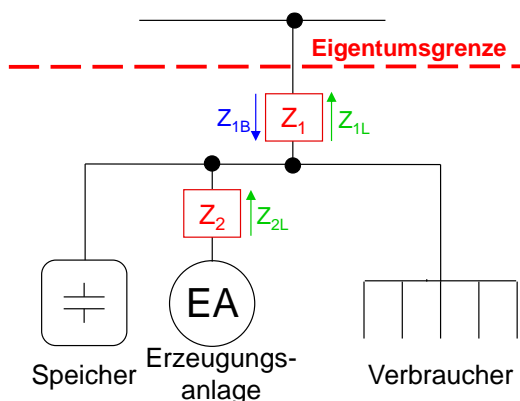 Eigentumsgrenze
Z1B Z1 Z1L
Z2 Z2L
EA
Speicher
Erzeugungs-
anlage
Verbraucher